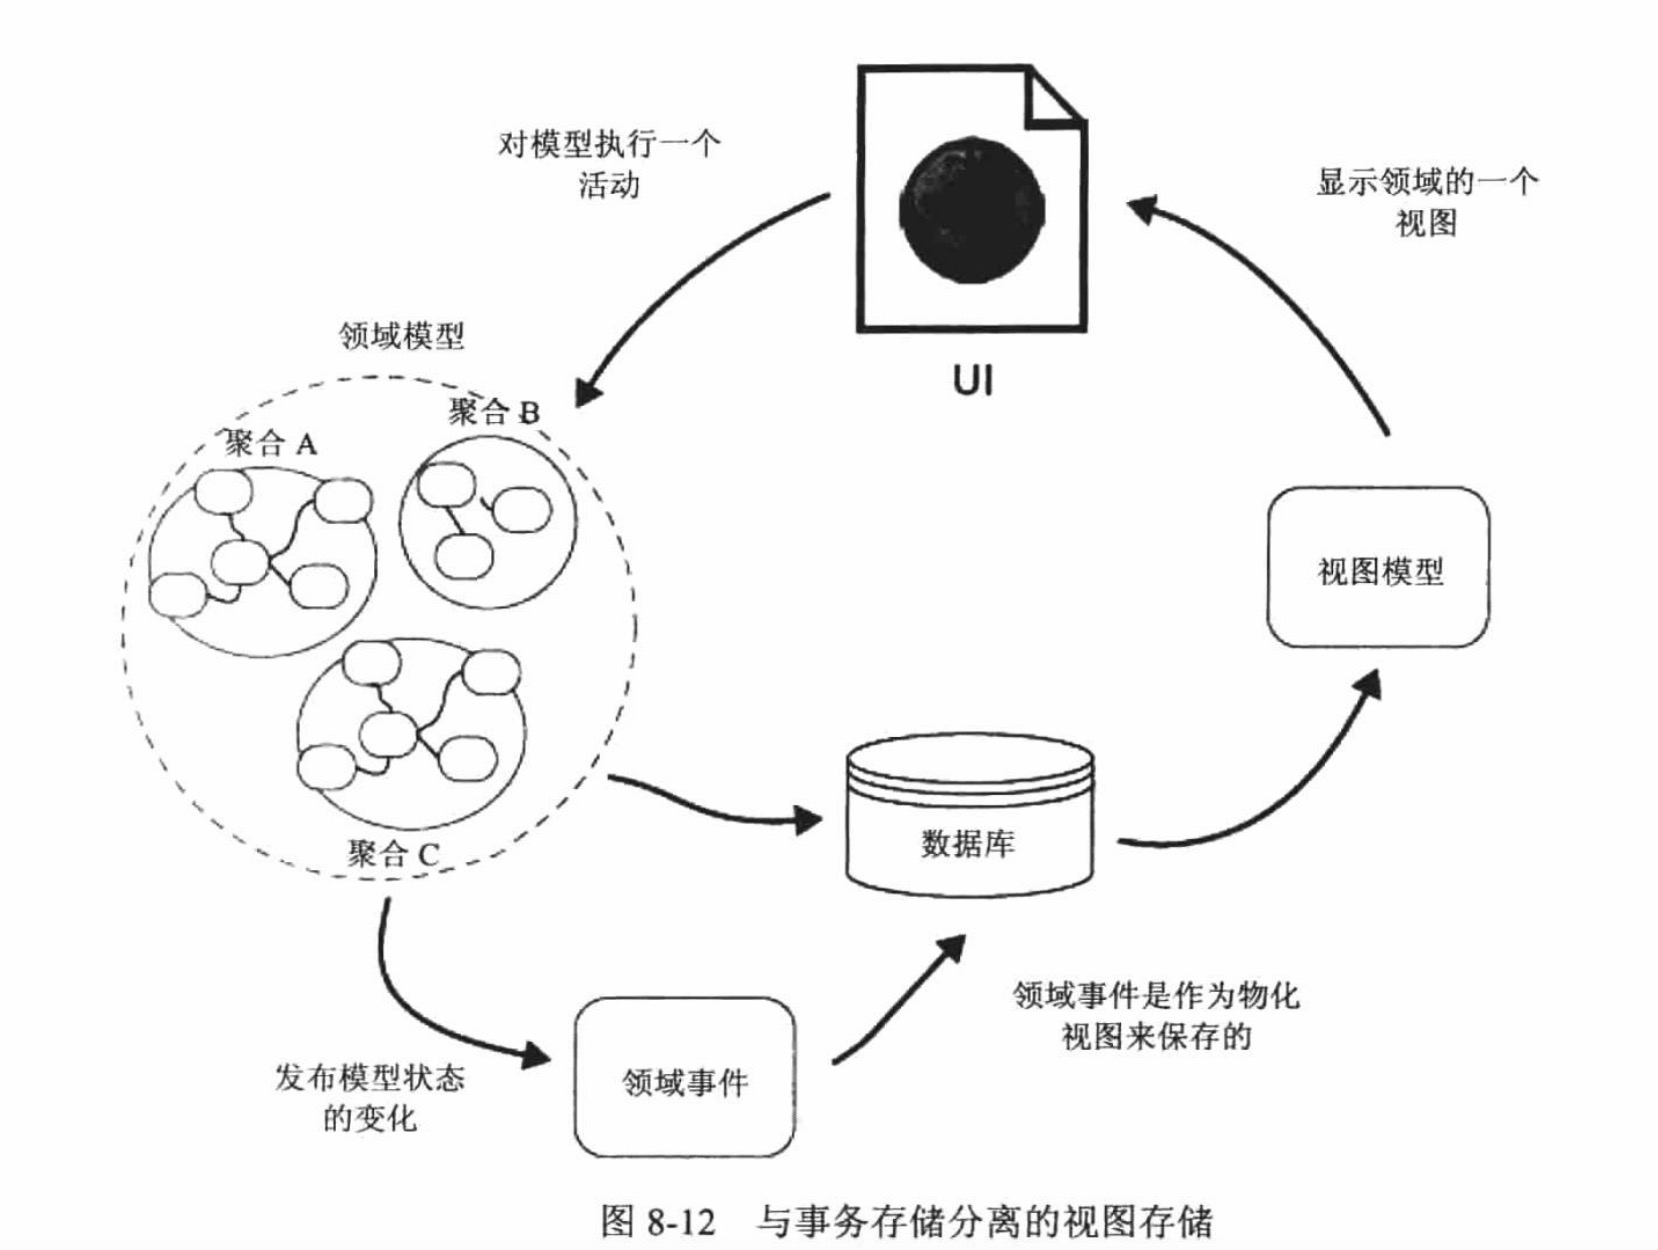 对模型执行一个
活动
显示领域的一个
视图
UI
领域模型
聚合 B
聚合 A
视图模型
数据库
聚合 C
领域事件是作为物化
视图来保存的
发布模型状态
的变化
领域事件
图 8-12 与事务存储分离的视图存储